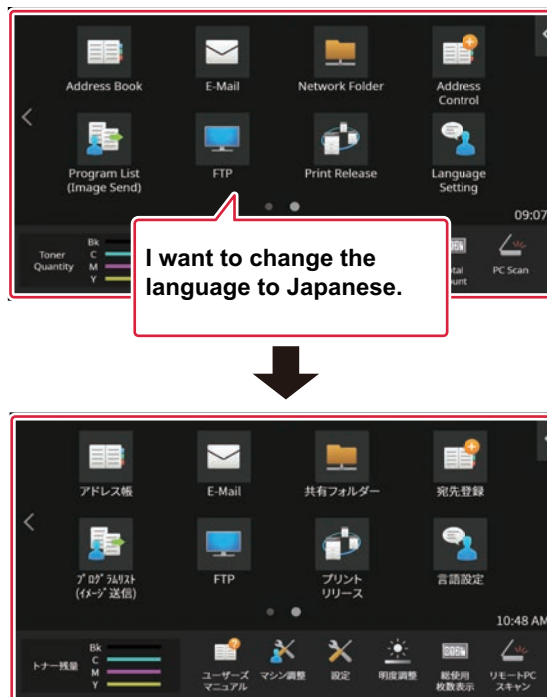 Address Book
E-Mail
Network Folder
Address
Control
Program List
(Image Send)
FTP
Print Release
Language
Setting
09:07
Toner
Quantity
Bk
C
M
Y
PC Scan
I want to change the
language to Japanese.
アドレス帳
E-Mail
共有フォルダー
宛先登録
プログラムリスト
(イメージ送信)
FTP
プリント
リリース
言語設定
10:48 AM
トナー残量
Bk
C
M
Y
ユーザーズ
マニュアル
マシン調整
設定
明度調整
総使用
枚数表示
リモートPC
スキャン